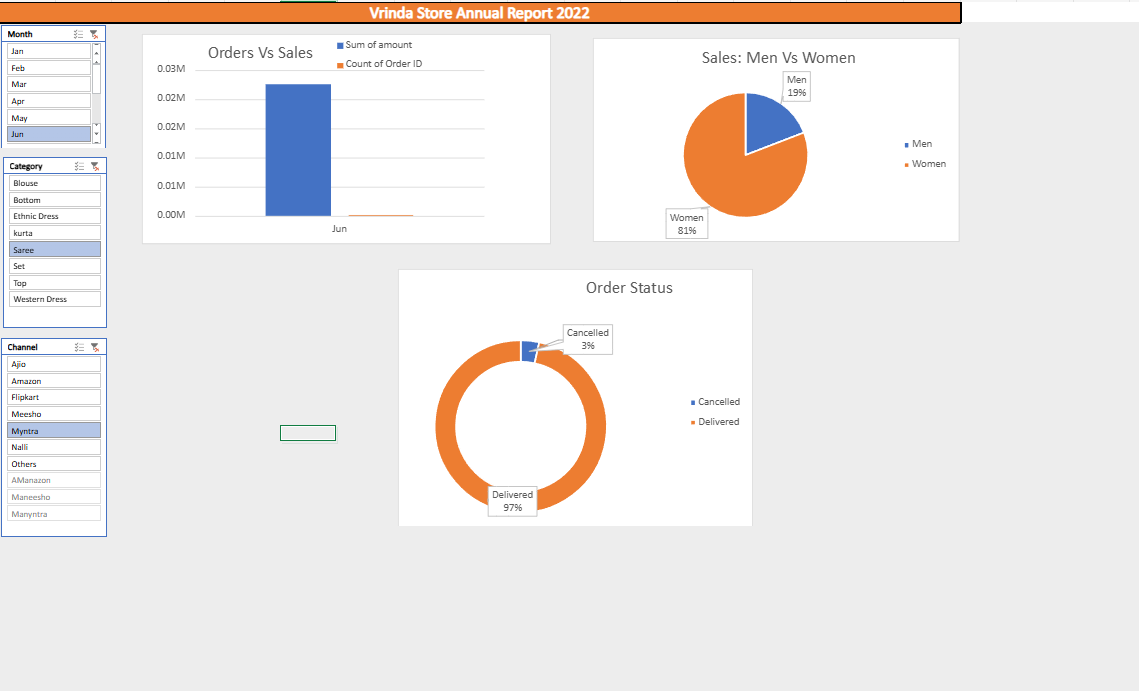 Vrinda Store Annual Report 2022
Month
Jan
Feb
Mar
Apr
May
Jun
Category
Blouse
Bottom
Ethnic Dress
kurta
Saree
Set
Top
Western Dress
Channel
Ajio
Amazon
Flipkart
Meesho
Myntra
Nalli
Others
AManazon
Maneesho
Manyntra
Orders Vs Sales
Sum of amount
Count of Order ID
0.03M
0.02M
0.02M
0.01M
0.01M
0.00M
Jun
Sales: Men Vs Women
Men
19%
Women
81%
Men
Women
Order Status
Cancelled
3%
Delivered
97%
Cancelled
Delivered